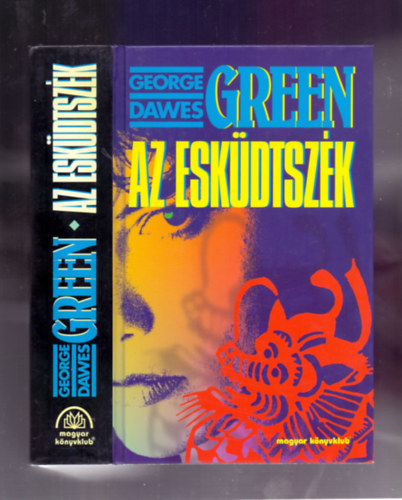 GEORGE
DAWES
GREEN
AZ ESKÜDTSZÉK
magyar könyvklub
GEORGE
DAWES
GREEN
AZ ESKÜDTSZÉK
magyar
könyvklub